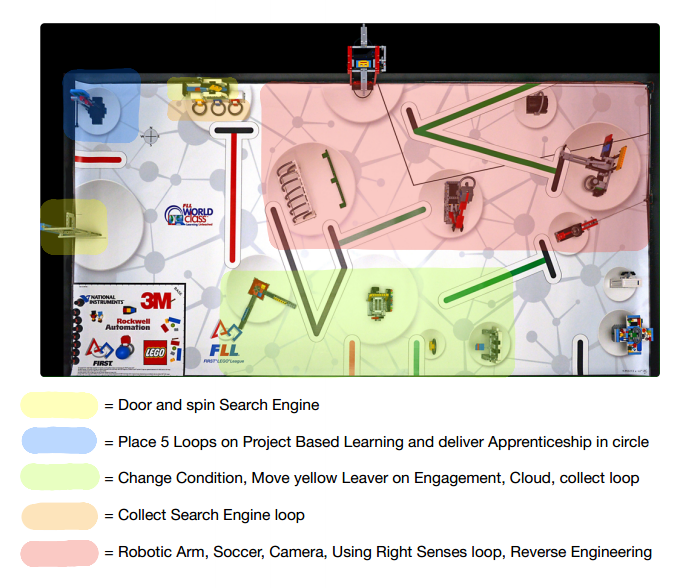 FLL
WORLD
CLASS
Learning Unleashed
NATIONAL
INSTRUMENTS
3M
Rockwell
Automation
FIRST
LEGO
FLL
FIRST LEGO League
= Door and spin Search Engine
= Place 5 Loops on Project Based Learning and deliver Apprenticeship in circle
= Change Condition, Move yellow Leaver on Engagement, Cloud, collect loop
= Collect Search Engine loop
= Robotic Arm, Soccer, Camera, Using Right Senses loop, Reverse Engineering